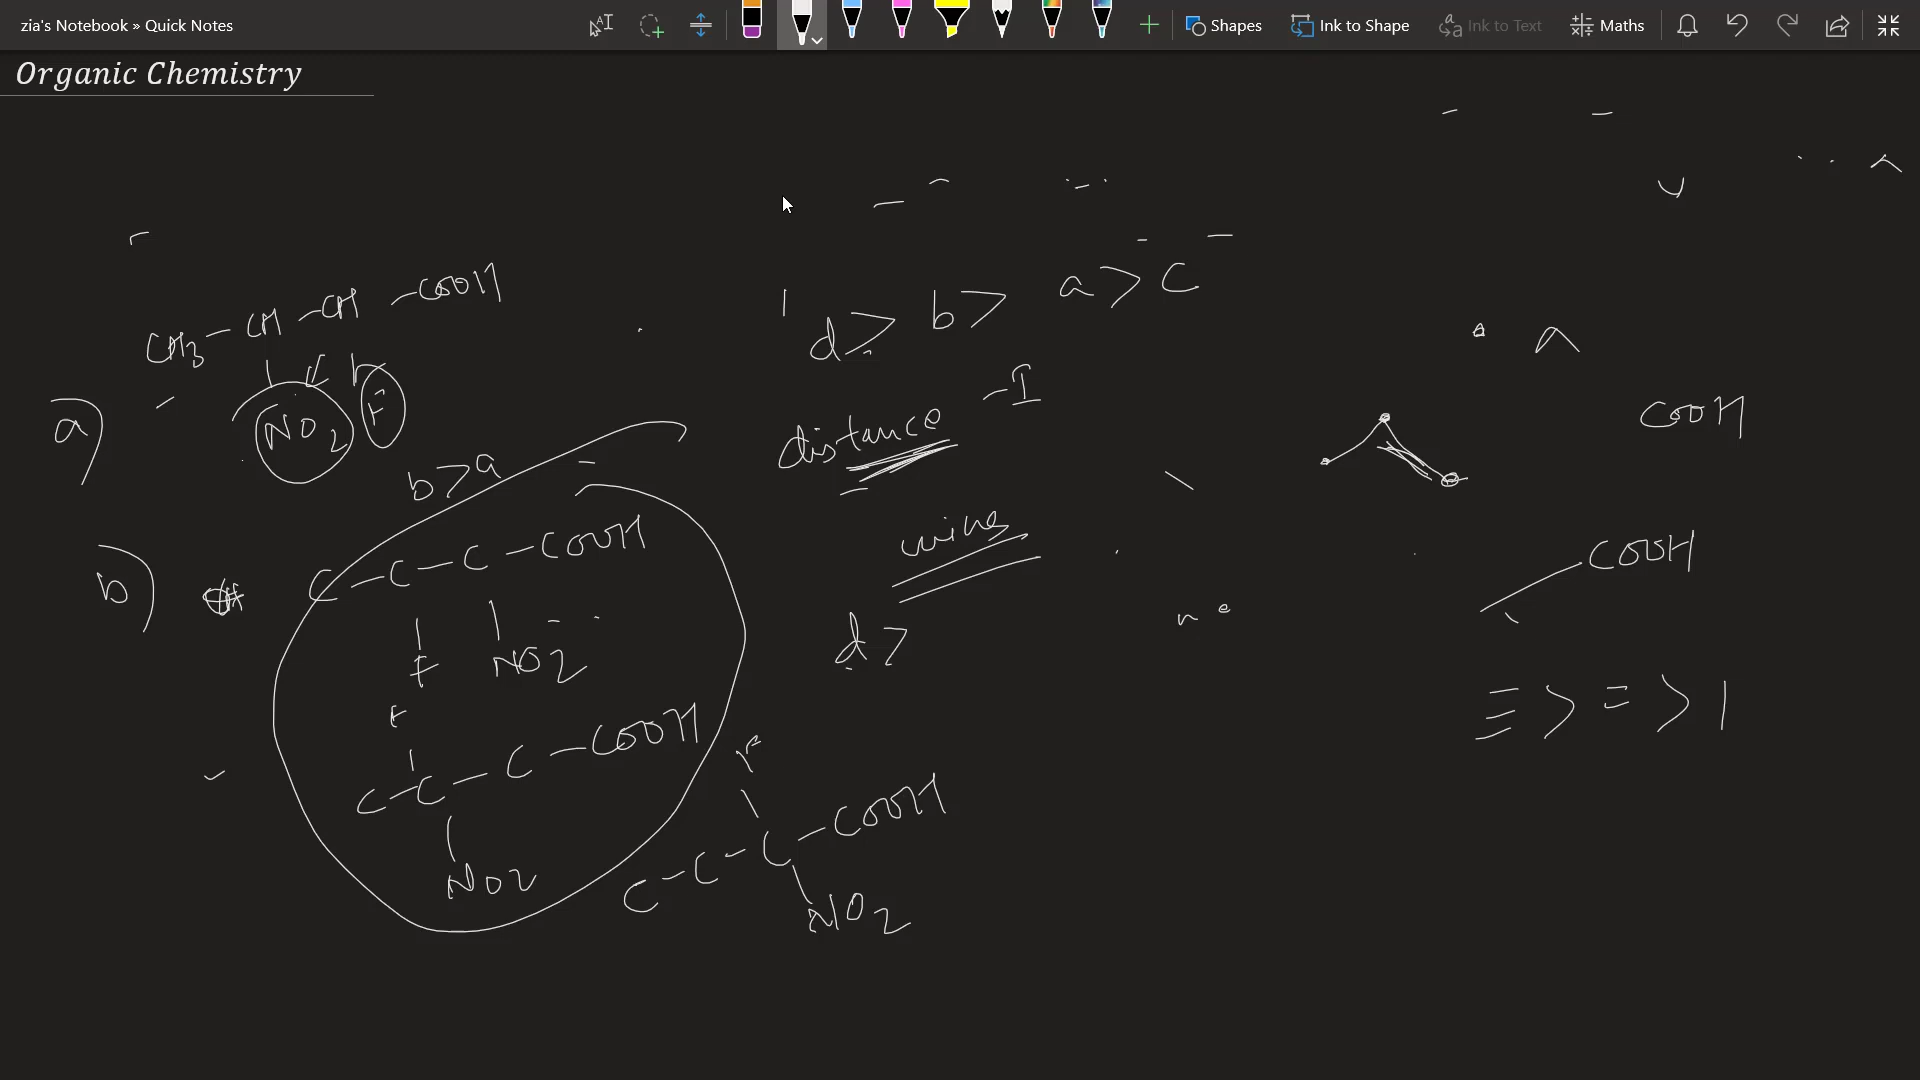 zia's Notebook » Quick Notes
Shapes
Ink to Shape
Ink to Text
Maths
Organic Chemistry
CH3 - CH - CH - COOH
NO2 F
a)
d > b > a > c
distance -I
b > a
b)
C - C - C - COOH
F NO2
d >
F
C - C - C - COOH
NO2
F
C - C - C - COOH
NO2
COOH
COOH
≡ > = > |